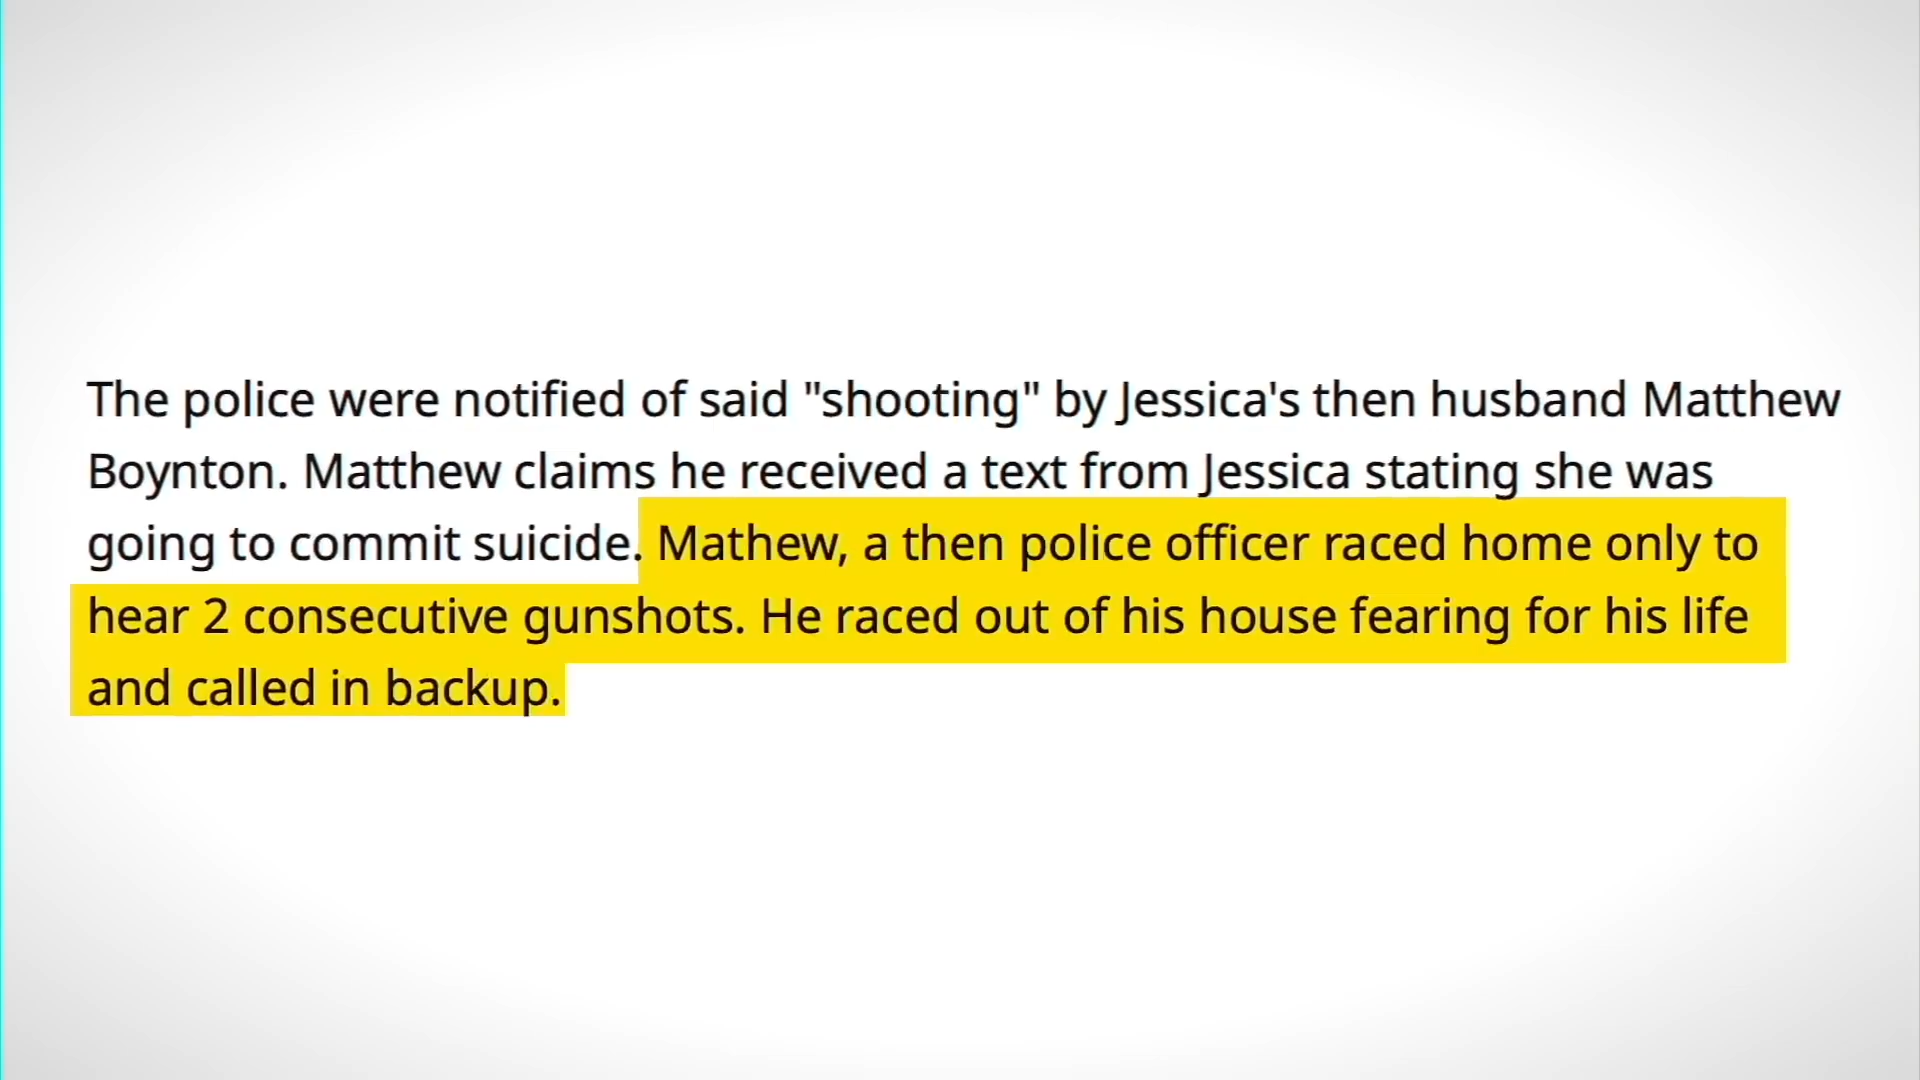 The police were notified of said "shooting" by Jessica's then husband Matthew
Boynton. Matthew claims he received a text from Jessica stating she was
going to commit suicide. Mathew, a then police officer raced home only to
hear 2 consecutive gunshots. He raced out of his house fearing for his life
and called in backup.